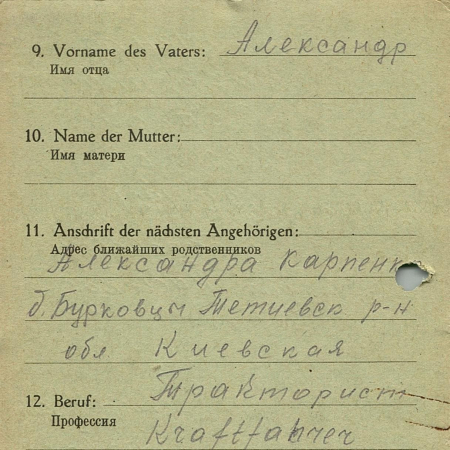 9. Vorname des Vaters: Александр
Имя отца
10. Name der Mutter:
Имя матери
11. Anschrift der nächsten Angehörigen:
Адрес ближайших родственников
Александра Карпенк
д. Бурковцы Тетиевск р-н
обл Киевская
12. Beruf: Тракторист
Профессия Kraftfahrer